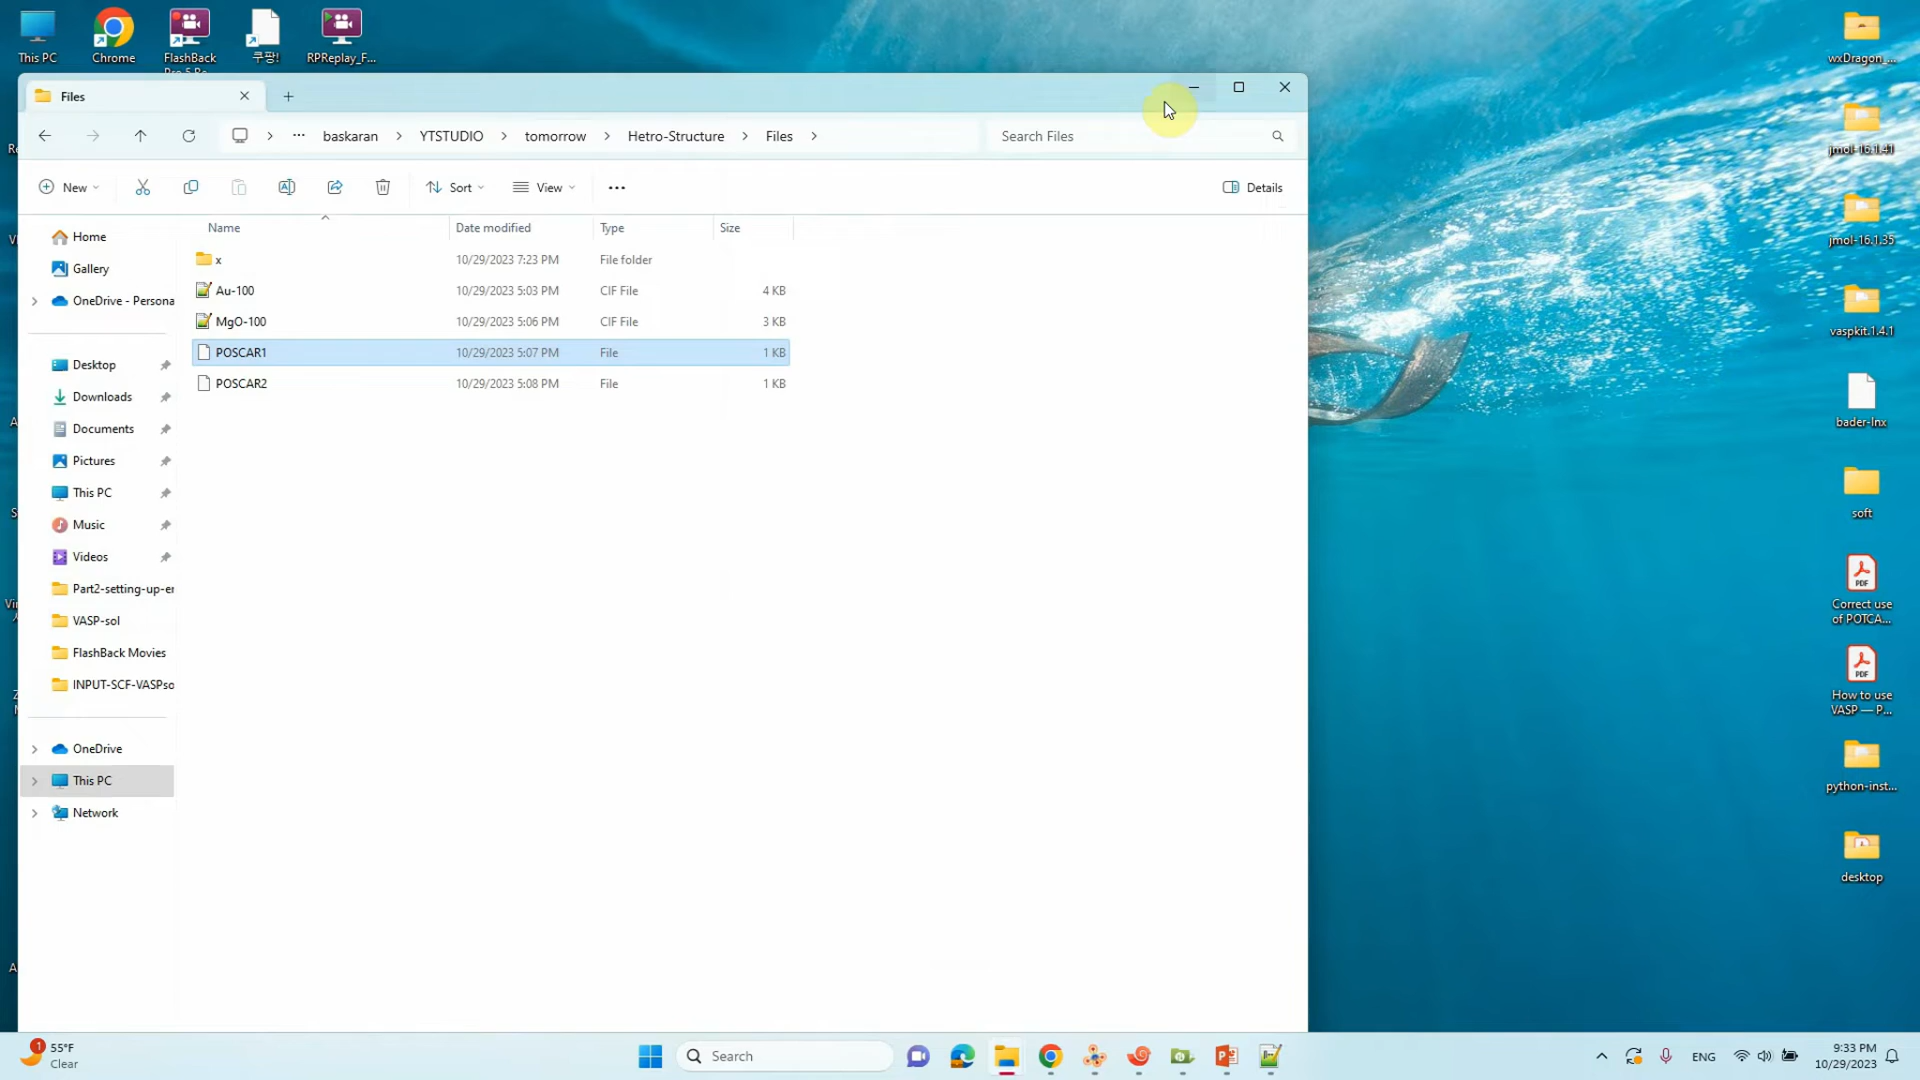 This PC
Chrome
FlashBack
쿠팡!
RPReplay_F...
wxDragon_...
Files
baskaran
YTSTUDIO
tomorrow
Hetro-Structure
Files
Search Files
New
Sort
View
Details
Name
Date modified
Type
Size
x
10/29/2023 7:23 PM
File folder
Au-100
10/29/2023 5:03 PM
CIF File
4 KB
MgO-100
10/29/2023 5:06 PM
CIF File
3 KB
POSCAR1
10/29/2023 5:07 PM
File
1 KB
POSCAR2
10/29/2023 5:08 PM
File
1 KB
Home
Gallery
OneDrive - Persona
Desktop
Downloads
Documents
Pictures
This PC
Music
Videos
Part2-setting-up-er
VASP-sol
FlashBack Movies
INPUT-SCF-VASPso
OneDrive
This PC
Network
jmol-16.1.41
jmol-16.1.35
vaspkit.1.4.1
bader-lnx
soft
PDF
Correct use
of POTCA...
PDF
How to use
VASP — P...
python-inst...
desktop
1
55°F
Clear
Search
ENG
9:33 PM
10/29/2023